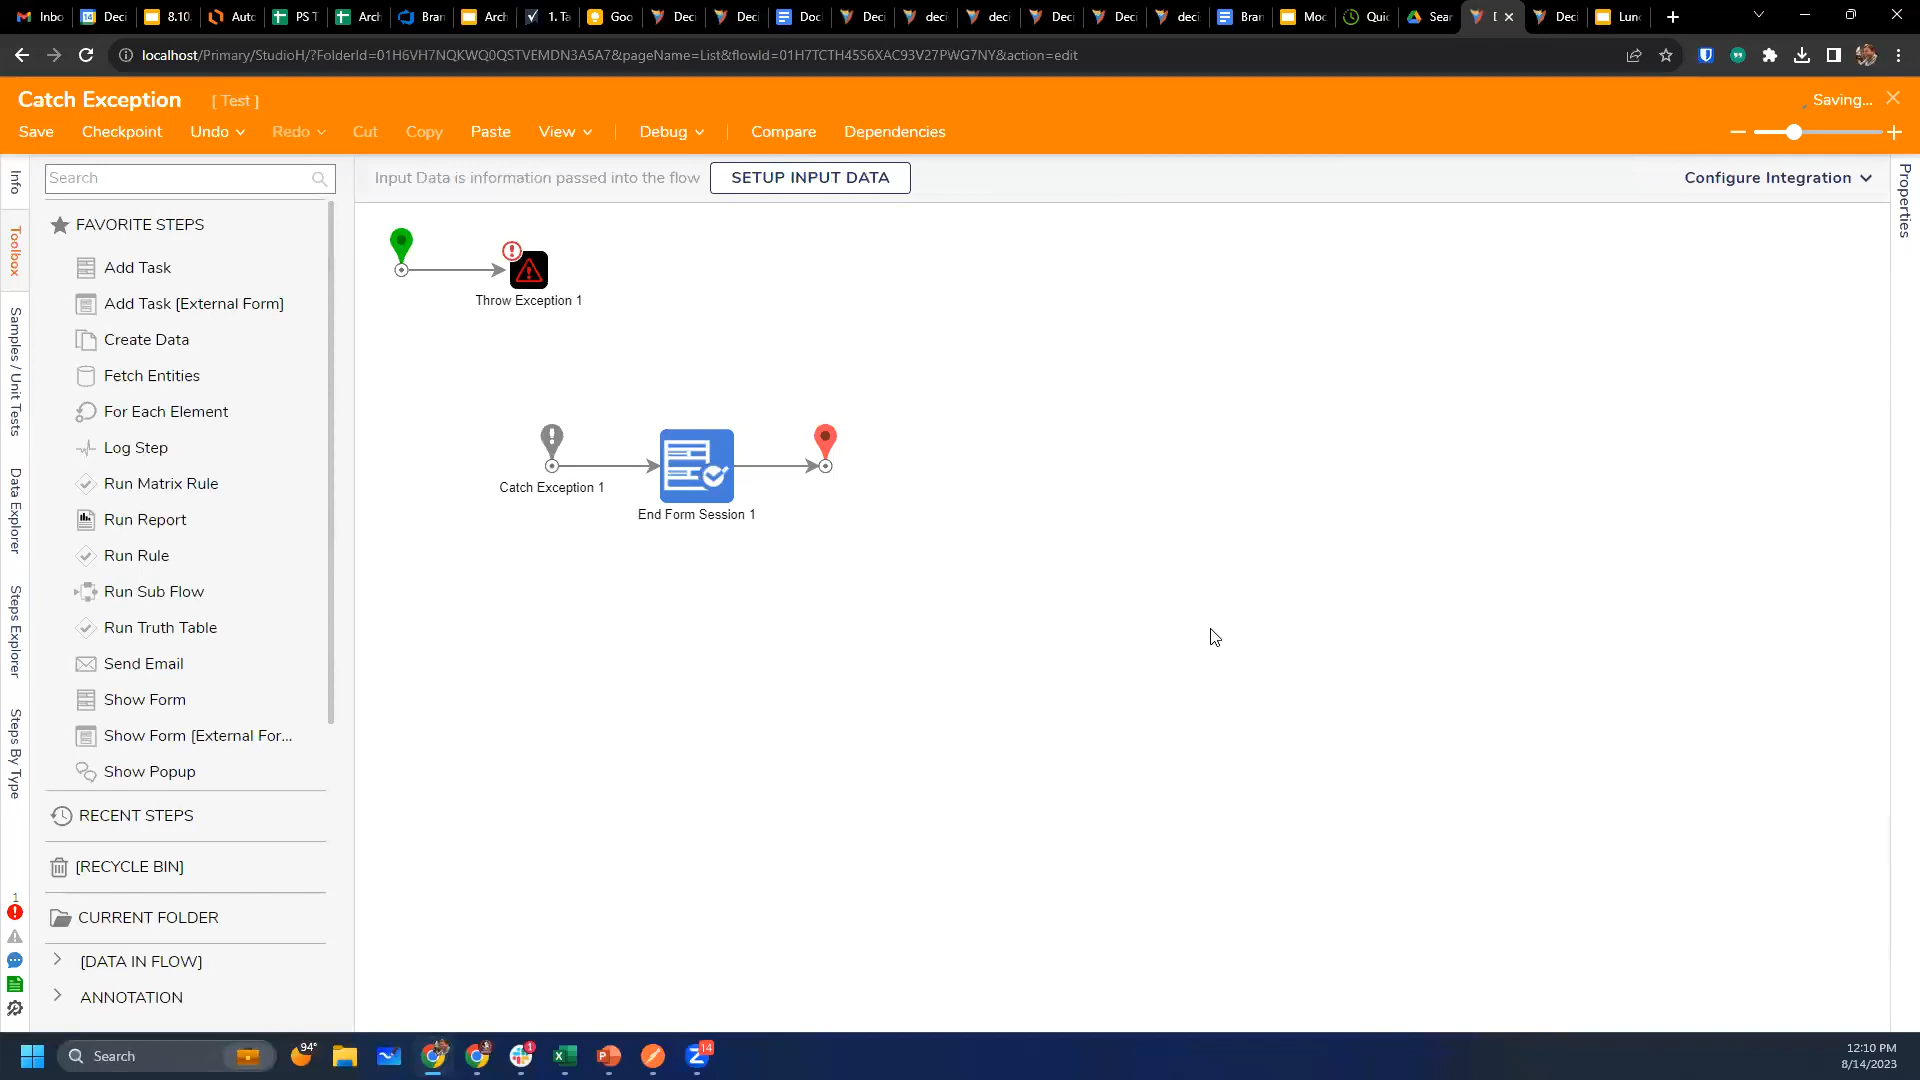 Inbo
Deci
8.10.
Auto
PS T
Arch
Bran
Arch
1. Ta
Goo
Deci
Deci
Doc
Deci
deci
deci
Deci
Deci
deci
Bran
Moc
Quic
Sear
Deci
Lunc
localhost/Primary/StudioH/?FolderId=01H6VH7NQKWQ0QSTVEMDN3A5A7&pageName=List&flowId=01H7TCTH45S6XAC93V27PWG7NY&action=edit
Catch Exception [ Test ]
Saving...
Save Checkpoint Undo Redo Cut Copy Paste View Debug Compare Dependencies
Info
Toolbox
Samples / Unit Tests
Data Explorer
Steps Explorer
Steps By Type
1
Search
FAVORITE STEPS
Add Task
Add Task [External Form]
Create Data
Fetch Entities
For Each Element
Log Step
Run Matrix Rule
Run Report
Run Rule
Run Sub Flow
Run Truth Table
Send Email
Show Form
Show Form [External For...
Show Popup
RECENT STEPS
[RECYCLE BIN]
CURRENT FOLDER
[DATA IN FLOW]
ANNOTATION
Input Data is information passed into the flow
SETUP INPUT DATA
Configure Integration
Properties
Throw Exception 1
Catch Exception 1
End Form Session 1
Search
94°
1
14
12:10 PM
8/14/2023